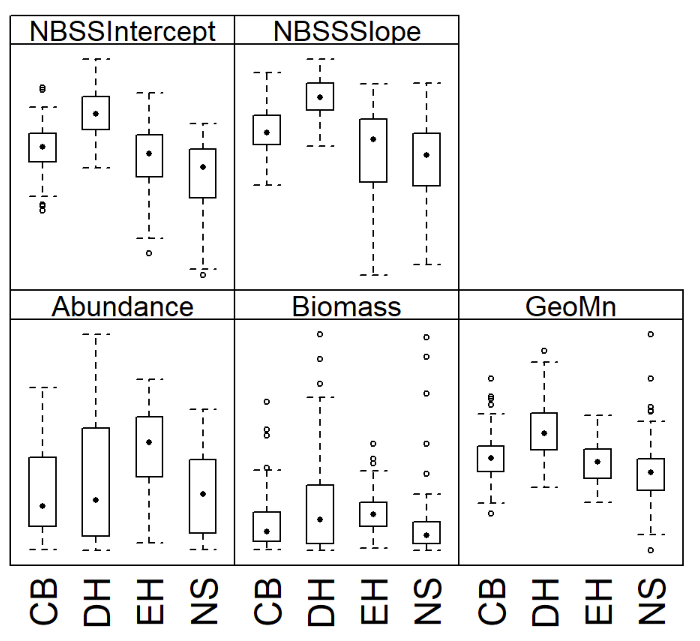 NBSSIntercept NBSSSlope
Abundance Biomass GeoMn
CB DH EH NS CB DH EH NS CB DH EH NS